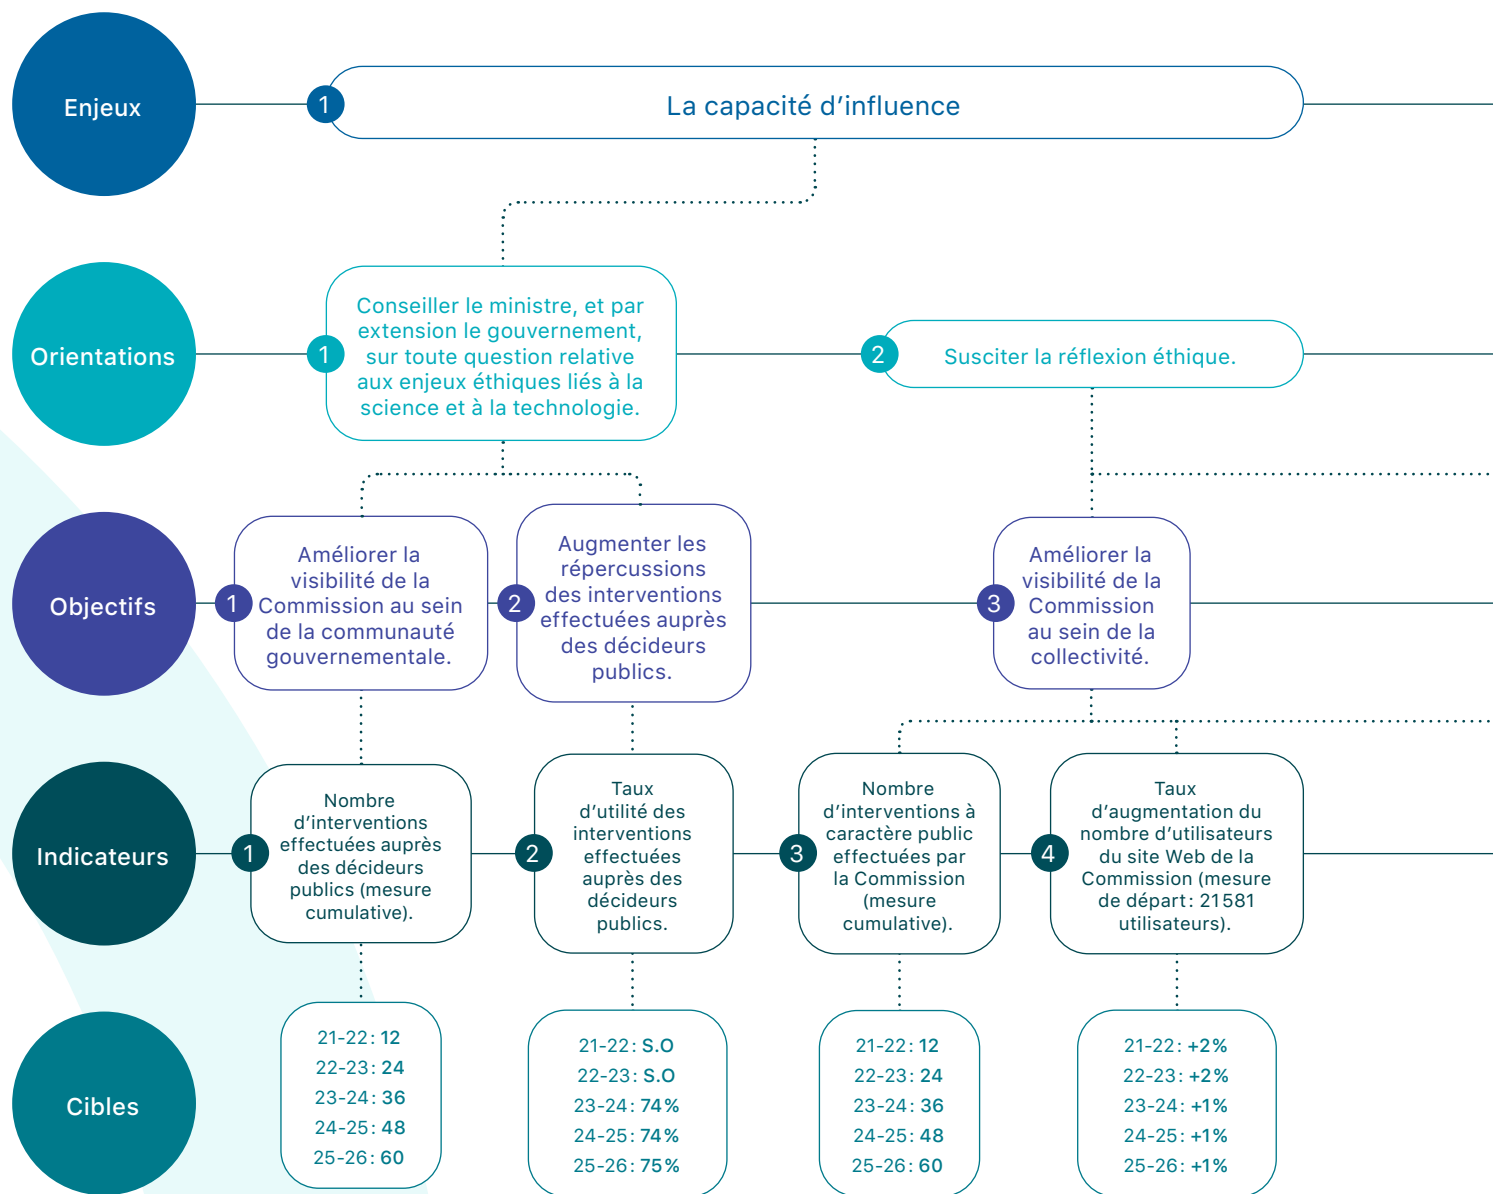 Enjeux
1
La capacité d’influence
Orientations
1
Conseiller le ministre, et par
extension le gouvernement,
sur toute question relative
aux enjeux éthiques liés à la
science et à la technologie.
2
Susciter la réflexion éthique.
Objectifs
1
Améliorer la
visibilité de la
Commission au sein
de la communauté
gouvernementale.
2
Augmenter les
répercussions
des interventions
effectuées auprès
des décideurs
publics.
3
Améliorer la
visibilité de la
Commission
au sein de la
collectivité.
Indicateurs
1
Nombre
d’interventions
effectuées auprès
des décideurs
publics (mesure
cumulative).
2
Taux
d’utilité des
interventions
effectuées
auprès des
décideurs
publics.
3
Nombre
d’interventions à
caractère public
effectuées par
la Commission
(mesure
cumulative).
4
Taux
d’augmentation du
nombre d’utilisateurs
du site Web de la
Commission (mesure
de départ : 21 581
utilisateurs).
Cibles
21-22 : 12
22-23 : 24
23-24 : 36
24-25 : 48
25-26 : 60
21-22 : S.O
22-23 : S.O
23-24 : 74 %
24-25 : 74 %
25-26 : 75 %
21-22 : 12
22-23 : 24
23-24 : 36
24-25 : 48
25-26 : 60
21-22 : +2 %
22-23 : +2 %
23-24 : +1 %
24-25 : +1 %
25-26 : +1 %